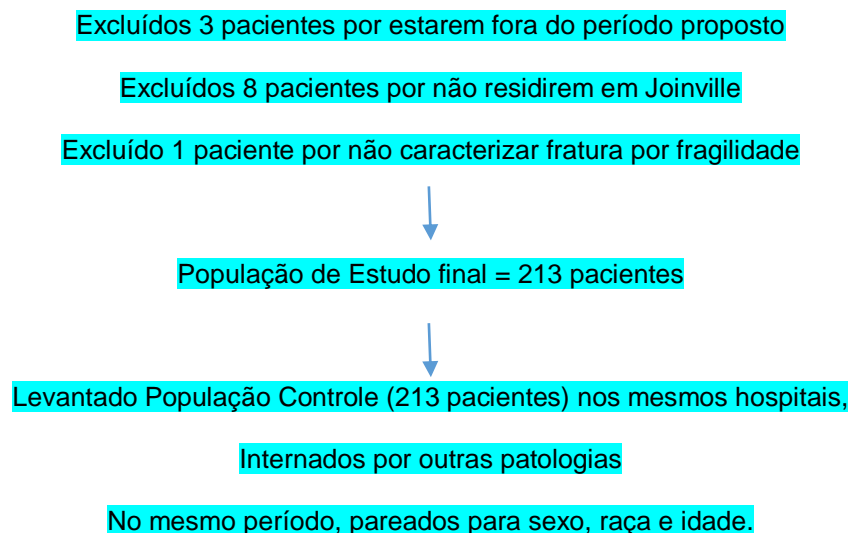 Excluídos 3 pacientes por estarem fora do período proposto
Excluídos 8 pacientes por não residirem em Joinville
Excluído 1 paciente por não caracterizar fratura por fragilidade
População de Estudo final = 213 pacientes
Levantado População Controle (213 pacientes) nos mesmos hospitais,
Internados por outras patologias
No mesmo período, pareados para sexo, raça e idade.